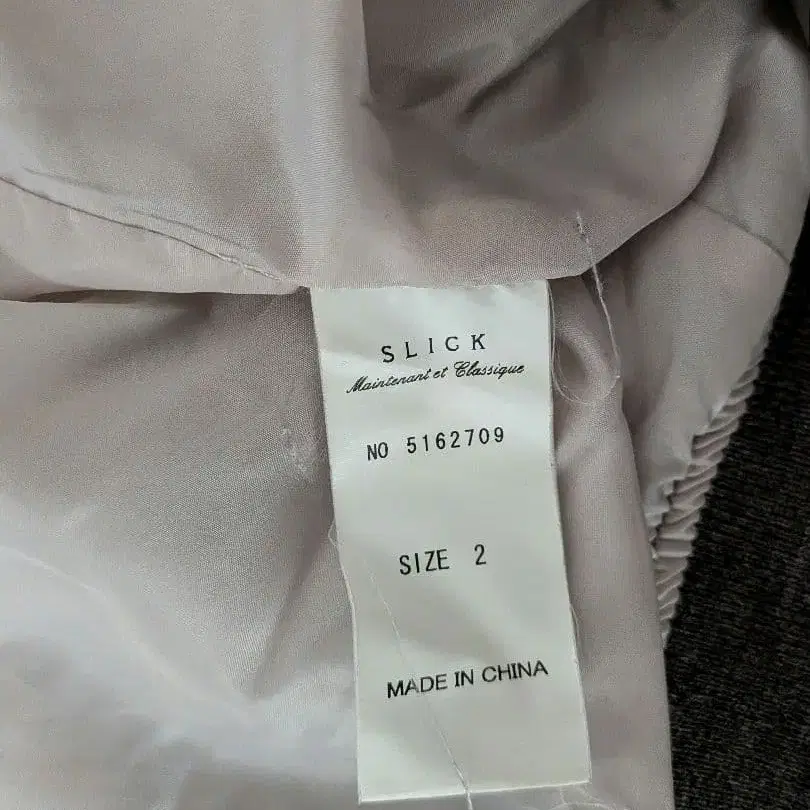 SLICK
Maintenant et Classique
NO 5162709
SIZE 2
MADE IN CHINA